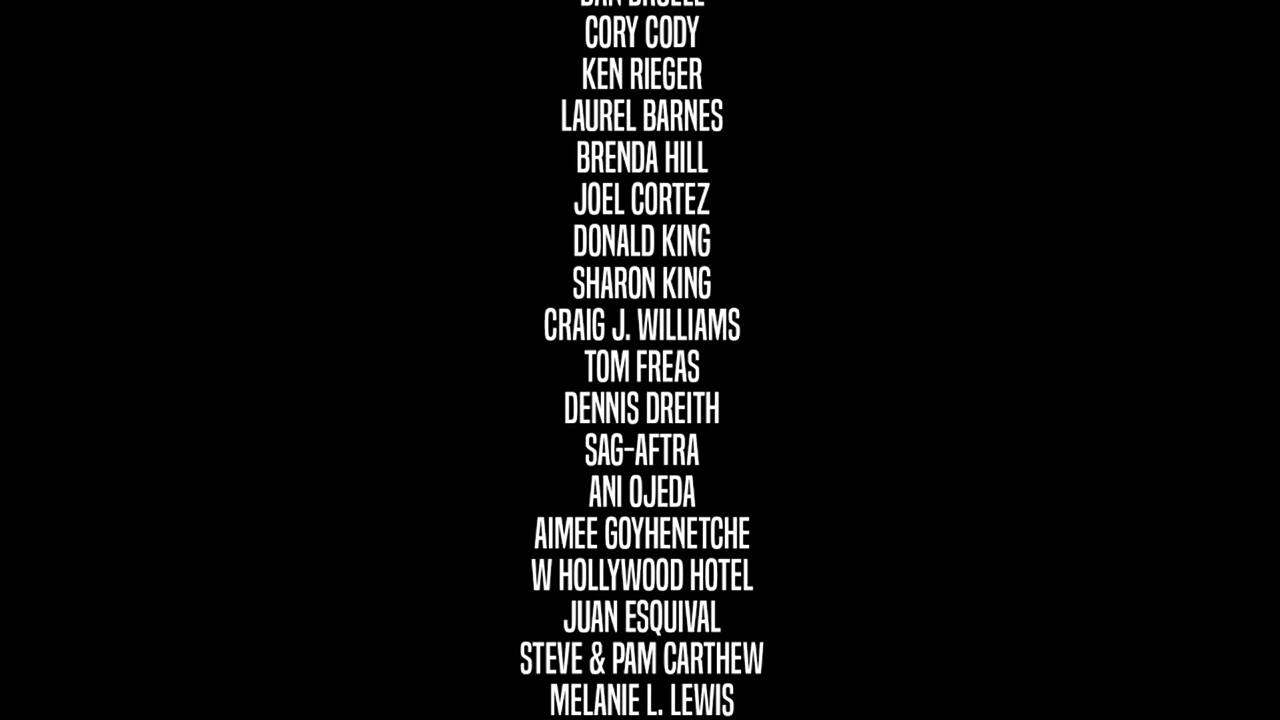 CORY CODY
KEN RIEGER
LAUREL BARNES
BRENDA HILL
JOEL CORTEZ
DONALD KING
SHARON KING
CRAIG J. WILLIAMS
TOM FREAS
DENNIS DREITH
SAG-AFTRA
ANI OJEDA
AIMEE GOYHENETCHE
W HOLLYWOOD HOTEL
JUAN ESQUIVAL
STEVE & PAM CARTHEW
MELANIE L. LEWIS